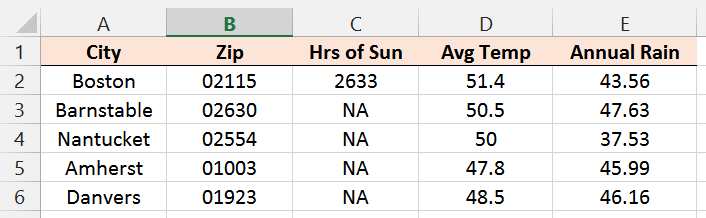 A B C D E
1 City Zip Hrs of Sun Avg Temp Annual Rain
2 Boston 02115 2633 51.4 43.56
3 Barnstable 02630 NA 50.5 47.63
4 Nantucket 02554 NA 50 37.53
5 Amherst 01003 NA 47.8 45.99
6 Danvers 01923 NA 48.5 46.16